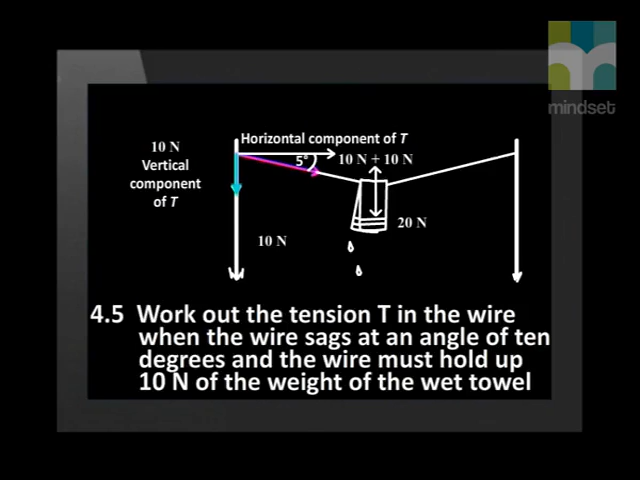 mindset
Horizontal component of T
10 N
Vertical
component
of T
5°
10 N + 10 N
20 N
10 N
4.5 Work out the tension T in the wire
when the wire sags at an angle of ten
degrees and the wire must hold up
10 N of the weight of the wet towel